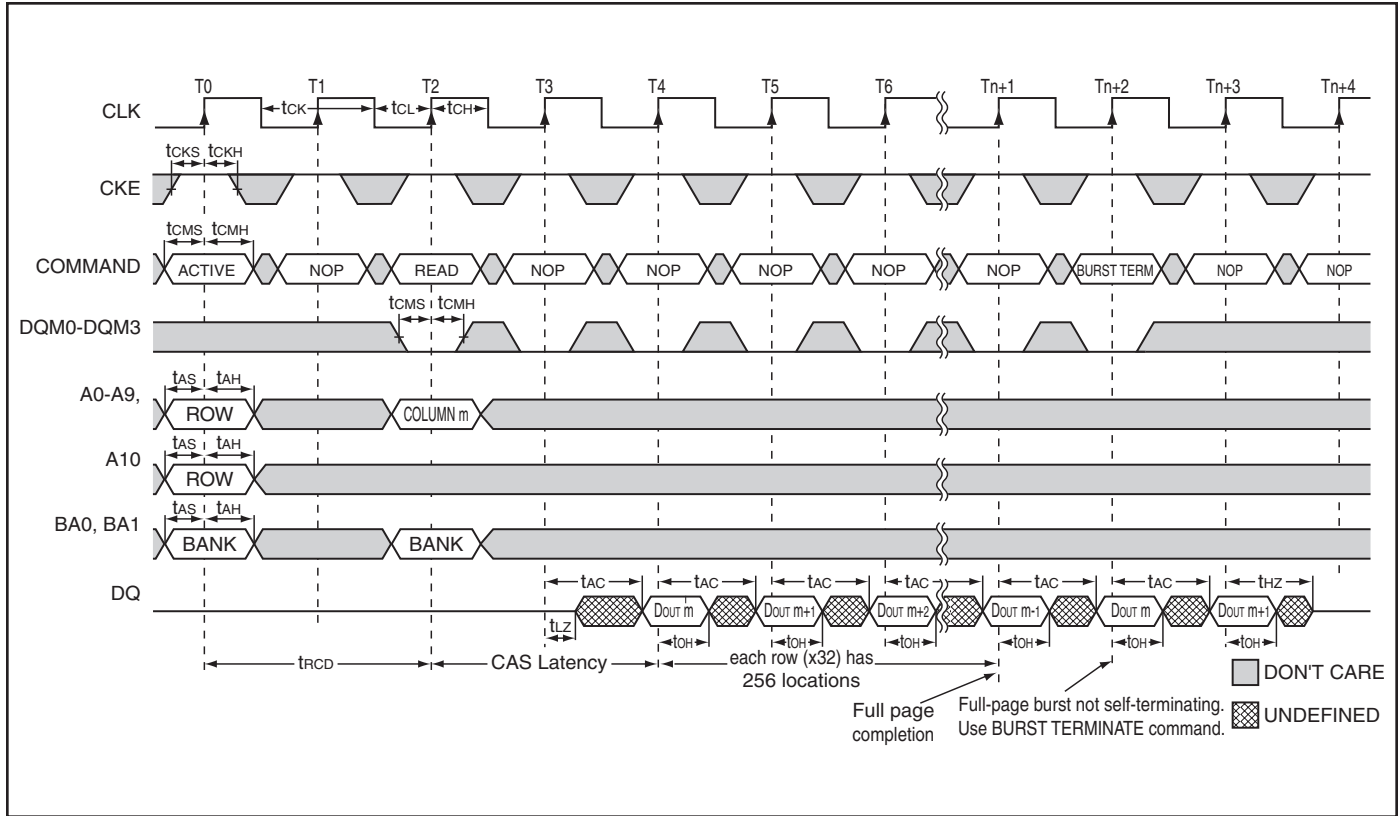 T0 T1 T2 T3 T4 T5 T6 Tn+1 Tn+2 Tn+3 Tn+4
CLK tCK tCL tCH
tCKS tCKH
CKE
tCMS tCMH
COMMAND ACTIVE NOP READ NOP NOP NOP NOP NOP BURST TERM NOP NOP
tCMS tCMH
DQM0-DQM3
tAS tAH
A0-A9, ROW COLUMN m
tAS tAH
A10 ROW
tAS tAH
BA0, BA1 BANK BANK
tAC tAC tAC tAC tAC tAC tHZ
DQ DOUT m DOUT m+1 DOUT m+2 DOUT m-1 DOUT m DOUT m+1
tLZ tOH tOH tOH tOH tOH tOH
tRCD CAS Latency each row (x32) has
256 locations
Full page
completion
Full-page burst not self-terminating.
Use BURST TERMINATE command.
DON'T CARE
UNDEFINED